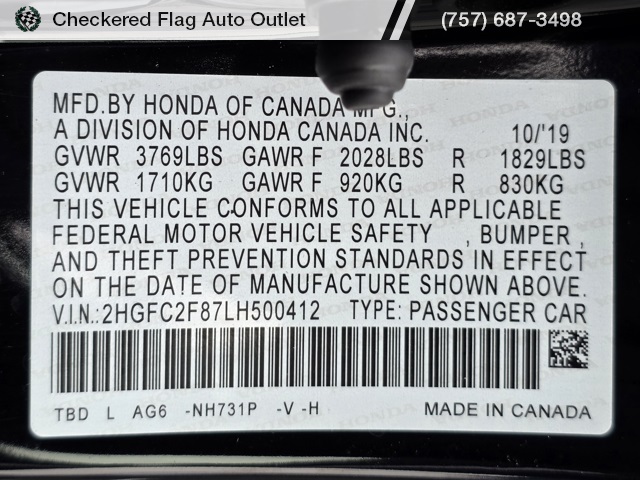 Checkered Flag Auto Outlet (757) 687-3498
MFD.BY HONDA OF CANADA MFG.,
A DIVISION OF HONDA CANADA INC. 10/'19
GVWR 3769LBS GAWR F 2028LBS R 1829LBS
GVWR 1710KG GAWR F 920KG R 830KG
THIS VEHICLE CONFORMS TO ALL APPLICABLE
FEDERAL MOTOR VEHICLE SAFETY , BUMPER ,
AND THEFT PREVENTION STANDARDS IN EFFECT
ON THE DATE OF MANUFACTURE SHOWN ABOVE.
V.I.N.:2HGFC2F87LH500412 TYPE: PASSENGER CAR
TBD L AG6 -NH731P -V -H MADE IN CANADA